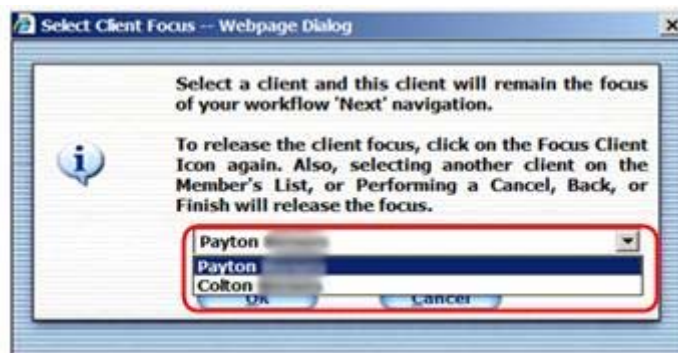 Select Client Focus -- Webpage Dialog
Select a client and this client will remain the focus
of your workflow 'Next' navigation.
To release the client focus, click on the Focus Client
Icon again. Also, selecting another client on the
Member's List, or Performing a Cancel, Back, or
Finish will release the focus.
Payton
Payton
Colton
Ok Cancel